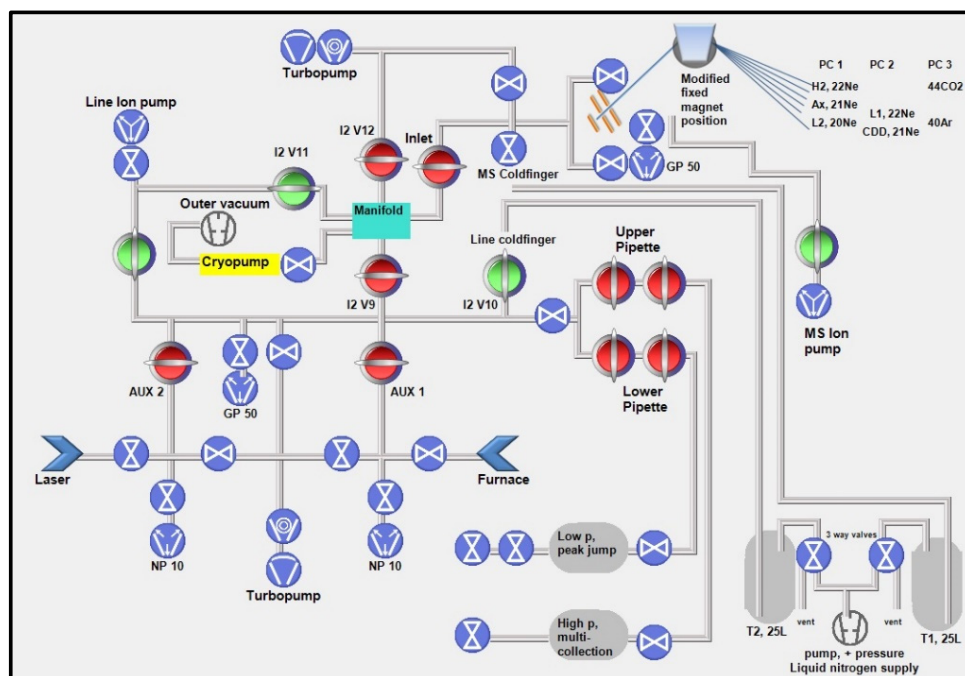 Turbopump
Line Ion pump
I2 V12
Inlet
I2 V11
MS Coldfinger
GP 50
Modified
fixed
magnet
position
PC 1
PC 2
PC 3
H2, 22Ne
44CO2
Ax, 21Ne
L1, 22Ne
L2, 20Ne
40Ar
CDD, 21Ne
Outer vacuum
Manifold
Cryopump
Line coldfinger
Upper
Pipette
I2 V9
I2 V10
MS Ion
pump
AUX 2
GP 50
AUX 1
Lower
Pipette
Laser
Furnace
NP 10
Turbopump
NP 10
Low p,
peak jump
High p,
multi-
collection
3 way valves
T2, 25L
vent
vent
T1, 25L
pump, + pressure
Liquid nitrogen supply